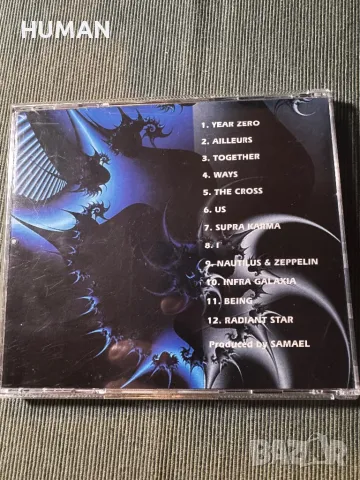 HUMAN
1. YEAR ZERO
2. AILLEURS
3. TOGETHER
4. WAYS
5. THE CROSS
6. US
7. SUPRA KARMA
8. I
9. NAUTILUS & ZEPPELIN
10. INFRA GALAXIA
11. BEING
12. RADIANT STAR
Produced by SAMAEL
BAZAR